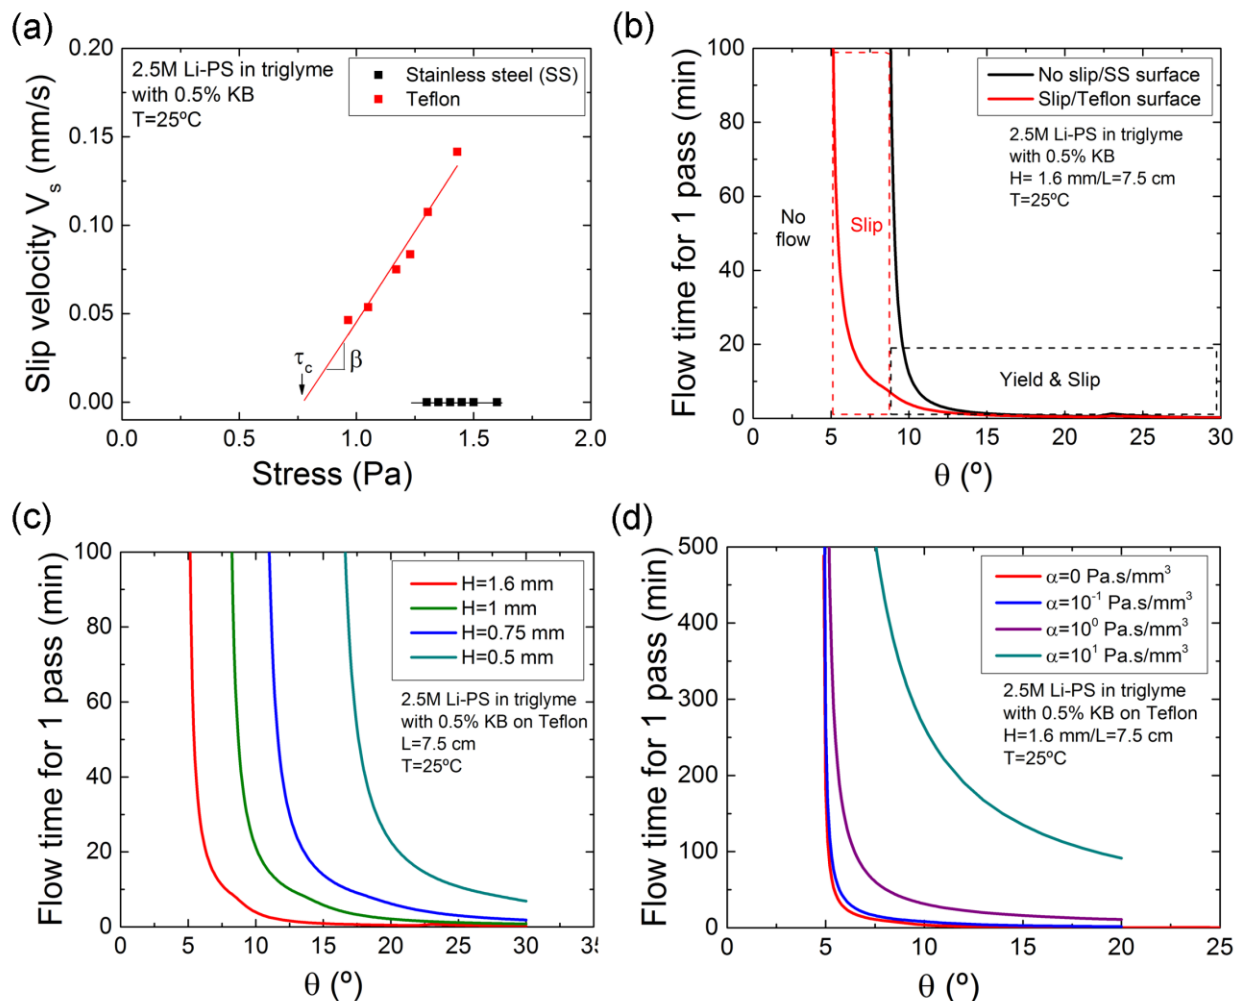 (a)
Slip velocity V_s (mm/s)
0.20
0.15
0.10
0.05
0.00
2.5M Li-PS in triglyme
with 0.5% KB
T=25ºC
Stainless steel (SS)
Teflon
τ_c
β
0.0 0.5 1.0 1.5 2.0
Stress (Pa)
(b)
Flow time for 1 pass (min)
100
80
60
40
20
0
No slip/SS surface
Slip/Teflon surface
2.5M Li-PS in triglyme
with 0.5% KB
H= 1.6 mm/L=7.5 cm
T=25ºC
No
flow
Slip
Yield & Slip
0 5 10 15 20 25 30
θ (º)
(c)
Flow time for 1 pass (min)
100
80
60
40
20
0
H=1.6 mm
H=1 mm
H=0.75 mm
H=0.5 mm
2.5M Li-PS in triglyme
with 0.5% KB on Teflon
L=7.5 cm
T=25ºC
0 5 10 15 20 25 30 35
θ (º)
(d)
Flow time for 1 pass (min)
500
400
300
200
100
0
α=0 Pa.s/mm³
α=10⁻¹ Pa.s/mm³
α=10⁰ Pa.s/mm³
α=10¹ Pa.s/mm³
2.5M Li-PS in triglyme
with 0.5% KB on Teflon
H=1.6 mm/L=7.5 cm
T=25ºC
0 5 10 15 20 25
θ (º)